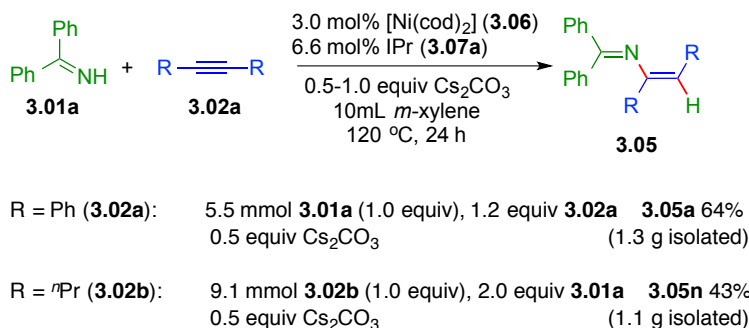 Ph
Ph
NH
3.01a
+
R
R
3.02a
3.0 mol% [Ni(cod)₂] (3.06)
6.6 mol% IPr (3.07a)
0.5-1.0 equiv Cs₂CO₃
10mL m-xylene
120 ºC, 24 h
Ph
Ph
N
R
R
H
3.05
R = Ph (3.02a): 5.5 mmol 3.01a (1.0 equiv), 1.2 equiv 3.02a 3.05a 64%
0.5 equiv Cs₂CO₃ (1.3 g isolated)
R = ⁿPr (3.02b): 9.1 mmol 3.02b (1.0 equiv), 2.0 equiv 3.01a 3.05n 43%
0.5 equiv Cs₂CO₃ (1.1 g isolated)